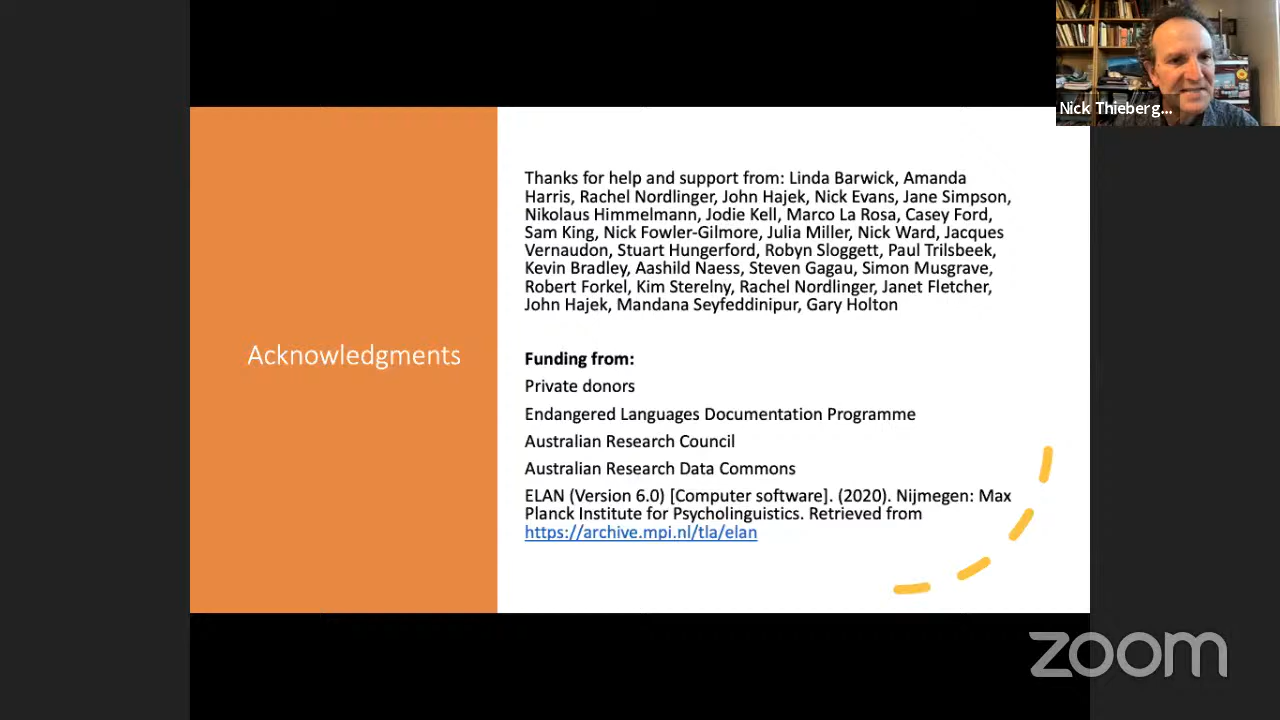 Nick Thieberg...
Thanks for help and support from: Linda Barwick, Amanda
Harris, Rachel Nordlinger, John Hajek, Nick Evans, Jane Simpson,
Nikolaus Himmelmann, Jodie Kell, Marco La Rosa, Casey Ford,
Sam King, Nick Fowler-Gilmore, Julia Miller, Nick Ward, Jacques
Vernaudon, Stuart Hungerford, Robyn Sloggett, Paul Trilsbeek,
Kevin Bradley, Aashild Naess, Steven Gagau, Simon Musgrave,
Robert Forkel, Kim Sterelny, Rachel Nordlinger, Janet Fletcher,
John Hajek, Mandana Seyfeddinipur, Gary Holton
Acknowledgments
Funding from:
Private donors
Endangered Languages Documentation Programme
Australian Research Council
Australian Research Data Commons
ELAN (Version 6.0) [Computer software]. (2020). Nijmegen: Max
Planck Institute for Psycholinguistics. Retrieved from
https://archive.mpi.nl/tla/elan
zoom